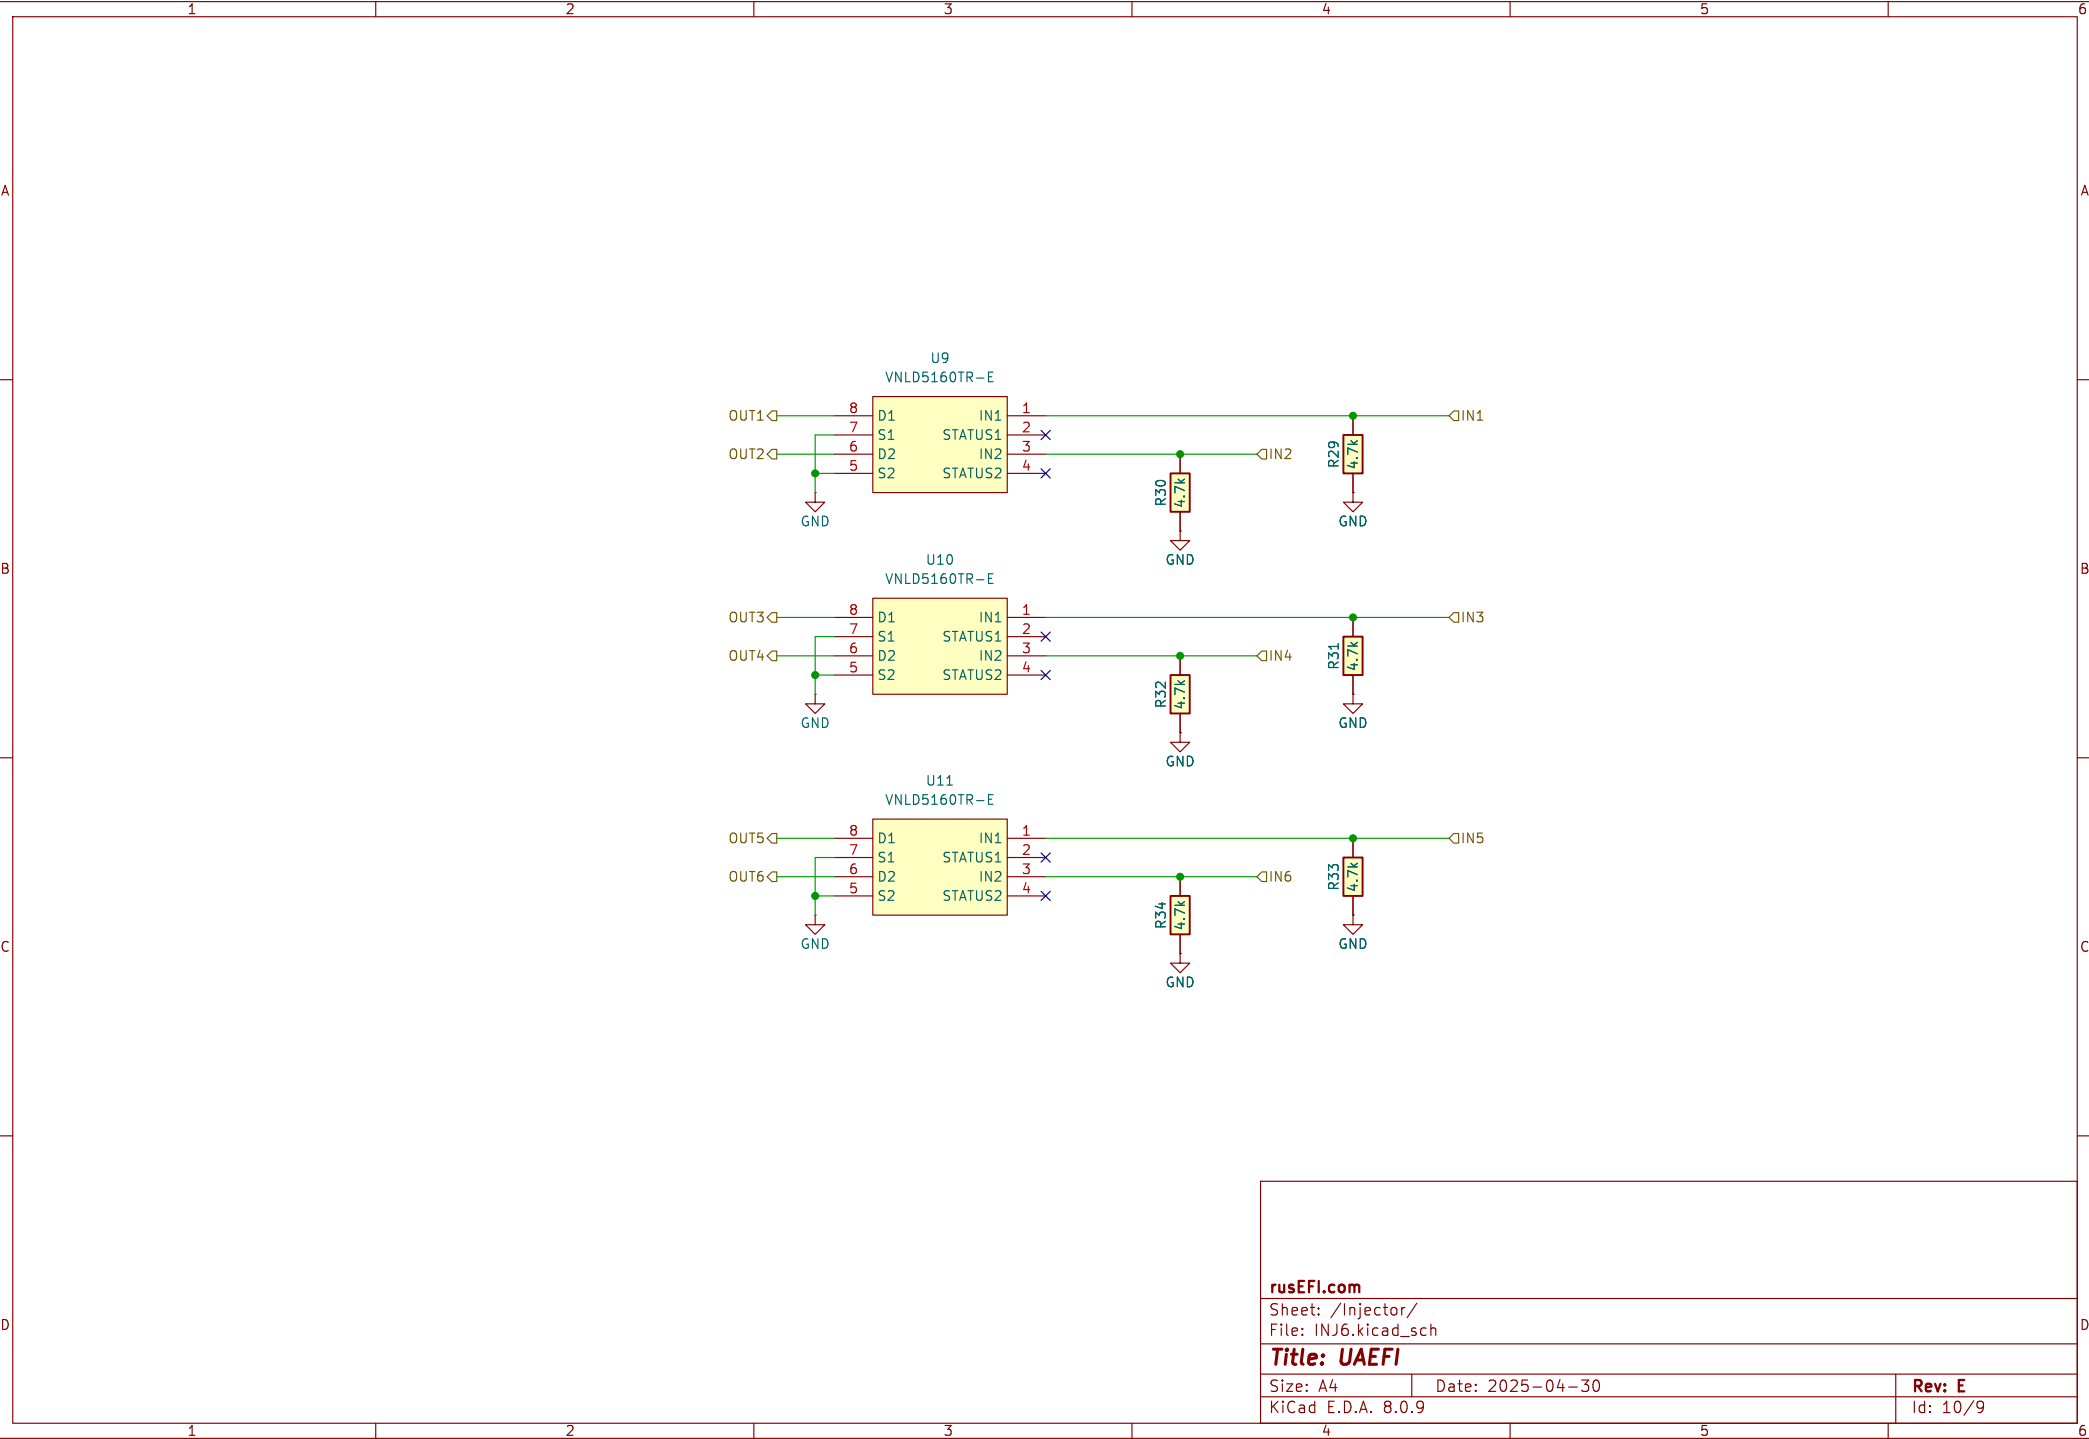 1 2 3 4 5 6
A A
U9
VNLD5160TR-E
OUT1 8 D1 IN1 1 IN1
7 S1 STATUS1 2
OUT2 6 D2 IN2 3 IN2
5 S2 STATUS2 4
R29 4.7k
R30 4.7k
GND GND
GND
B B
U10
VNLD5160TR-E
OUT3 8 D1 IN1 1 IN3
7 S1 STATUS1 2
OUT4 6 D2 IN2 3 IN4
5 S2 STATUS2 4
R31 4.7k
R32 4.7k
GND GND
GND
U11
VNLD5160TR-E
OUT5 8 D1 IN1 1 IN5
7 S1 STATUS1 2
OUT6 6 D2 IN2 3 IN6
5 S2 STATUS2 4
R33 4.7k
R34 4.7k
GND GND
C C
GND
rusEFI.com
Sheet: /Injector/
File: INJ6.kicad_sch
D D
Title: UAEFI
Size: A4 Date: 2025-04-30 Rev: E
KiCad E.D.A. 8.0.9 Id: 10/9
1 2 3 4 5 6